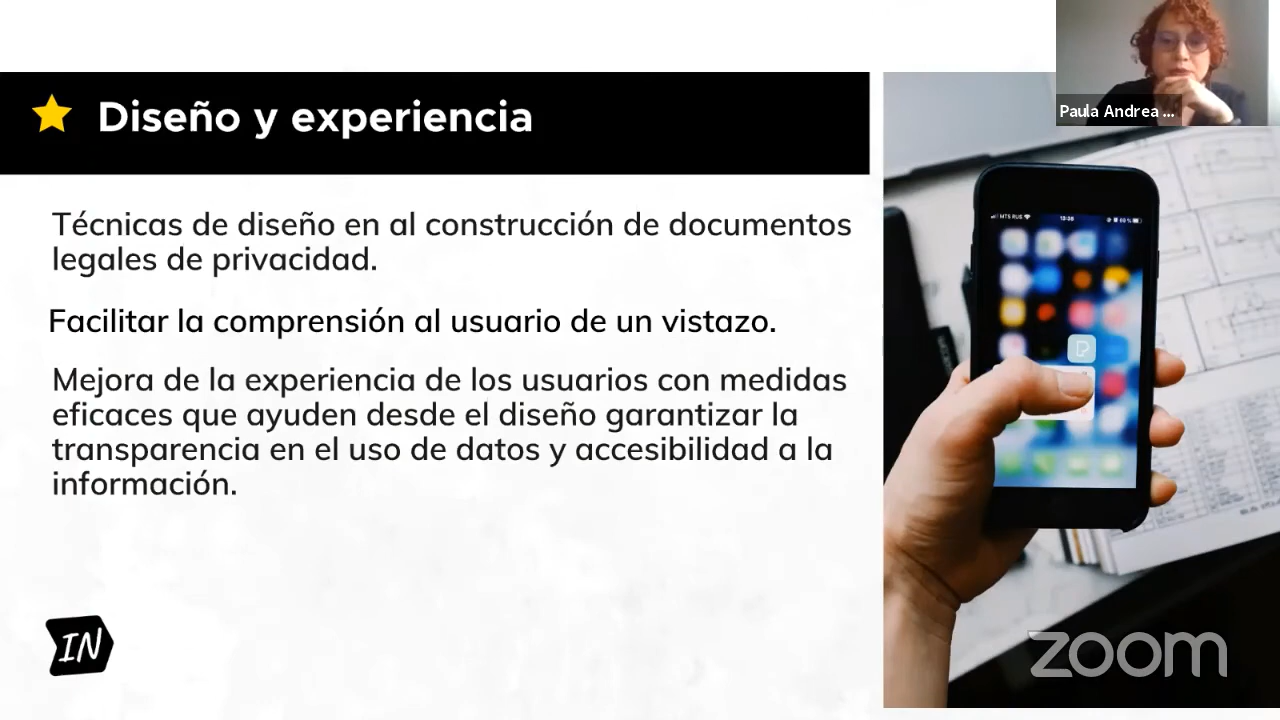 Diseño y experiencia
Paula Andrea ...
Técnicas de diseño en al construcción de documentos
legales de privacidad.
Facilitar la comprensión al usuario de un vistazo.
Mejora de la experiencia de los usuarios con medidas
eficaces que ayuden desde el diseño garantizar la
transparencia en el uso de datos y accesibilidad a la
información.
IN
MTS RUS
zoom